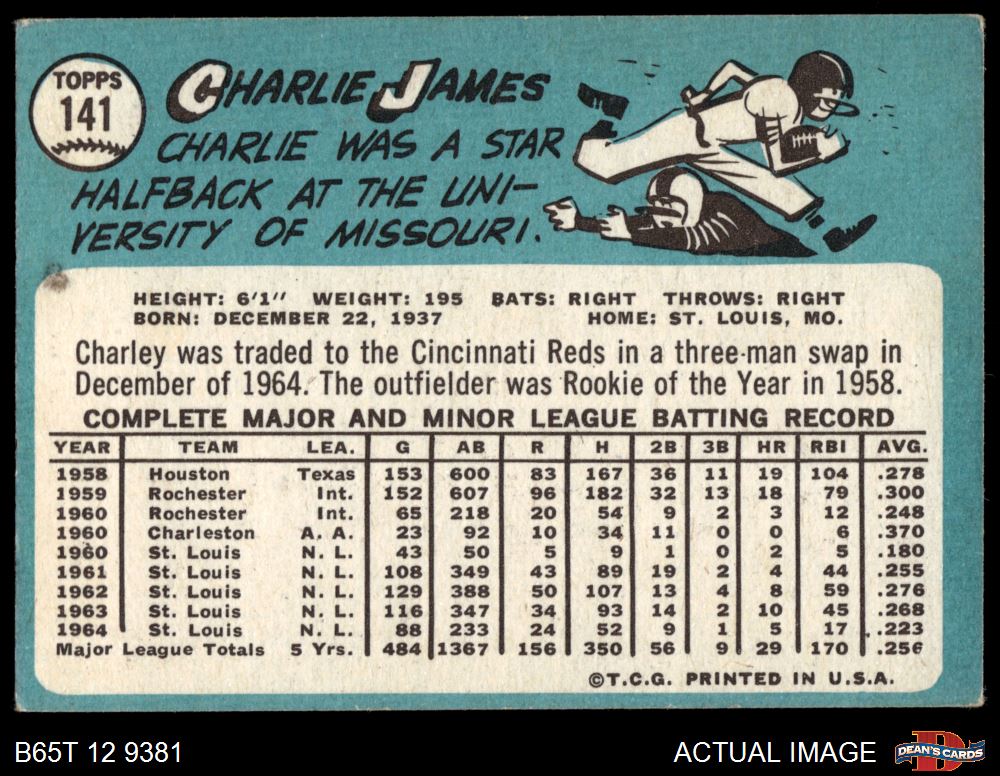 TOPPS
141
CHARLIE JAMES
CHARLIE WAS A STAR
HALFBACK AT THE UNI-
VERSITY OF MISSOURI.
HEIGHT: 6'1" WEIGHT: 195 BATS: RIGHT THROWS: RIGHT
BORN: DECEMBER 22, 1937 HOME: ST. LOUIS, MO.
Charley was traded to the Cincinnati Reds in a three-man swap in
December of 1964. The outfielder was Rookie of the Year in 1958.
COMPLETE MAJOR AND MINOR LEAGUE BATTING RECORD
YEAR TEAM LEA. G AB R H 2B 3B HR RBI AVG.
1958 Houston Texas 153 600 83 167 36 11 19 104 .278
1959 Rochester Int. 152 607 96 182 32 13 18 79 .300
1960 Rochester Int. 65 218 20 54 9 2 3 12 .248
1960 Charleston A. A. 23 92 10 34 11 0 0 6 .370
1960 St. Louis N. L. 43 50 5 9 1 0 2 5 .180
1961 St. Louis N. L. 108 349 43 89 19 2 4 44 .255
1962 St. Louis N. L. 129 388 50 107 13 4 8 59 .276
1963 St. Louis N. L. 116 347 34 93 14 2 10 45 .268
1964 St. Louis N. L. 88 233 24 52 9 1 5 17 .223
Major League Totals 5 Yrs. 484 1367 156 350 56 9 29 170 .256
©T.C.G. PRINTED IN U.S.A.
B65T 12 9381 ACTUAL IMAGE DEAN'S CARDS